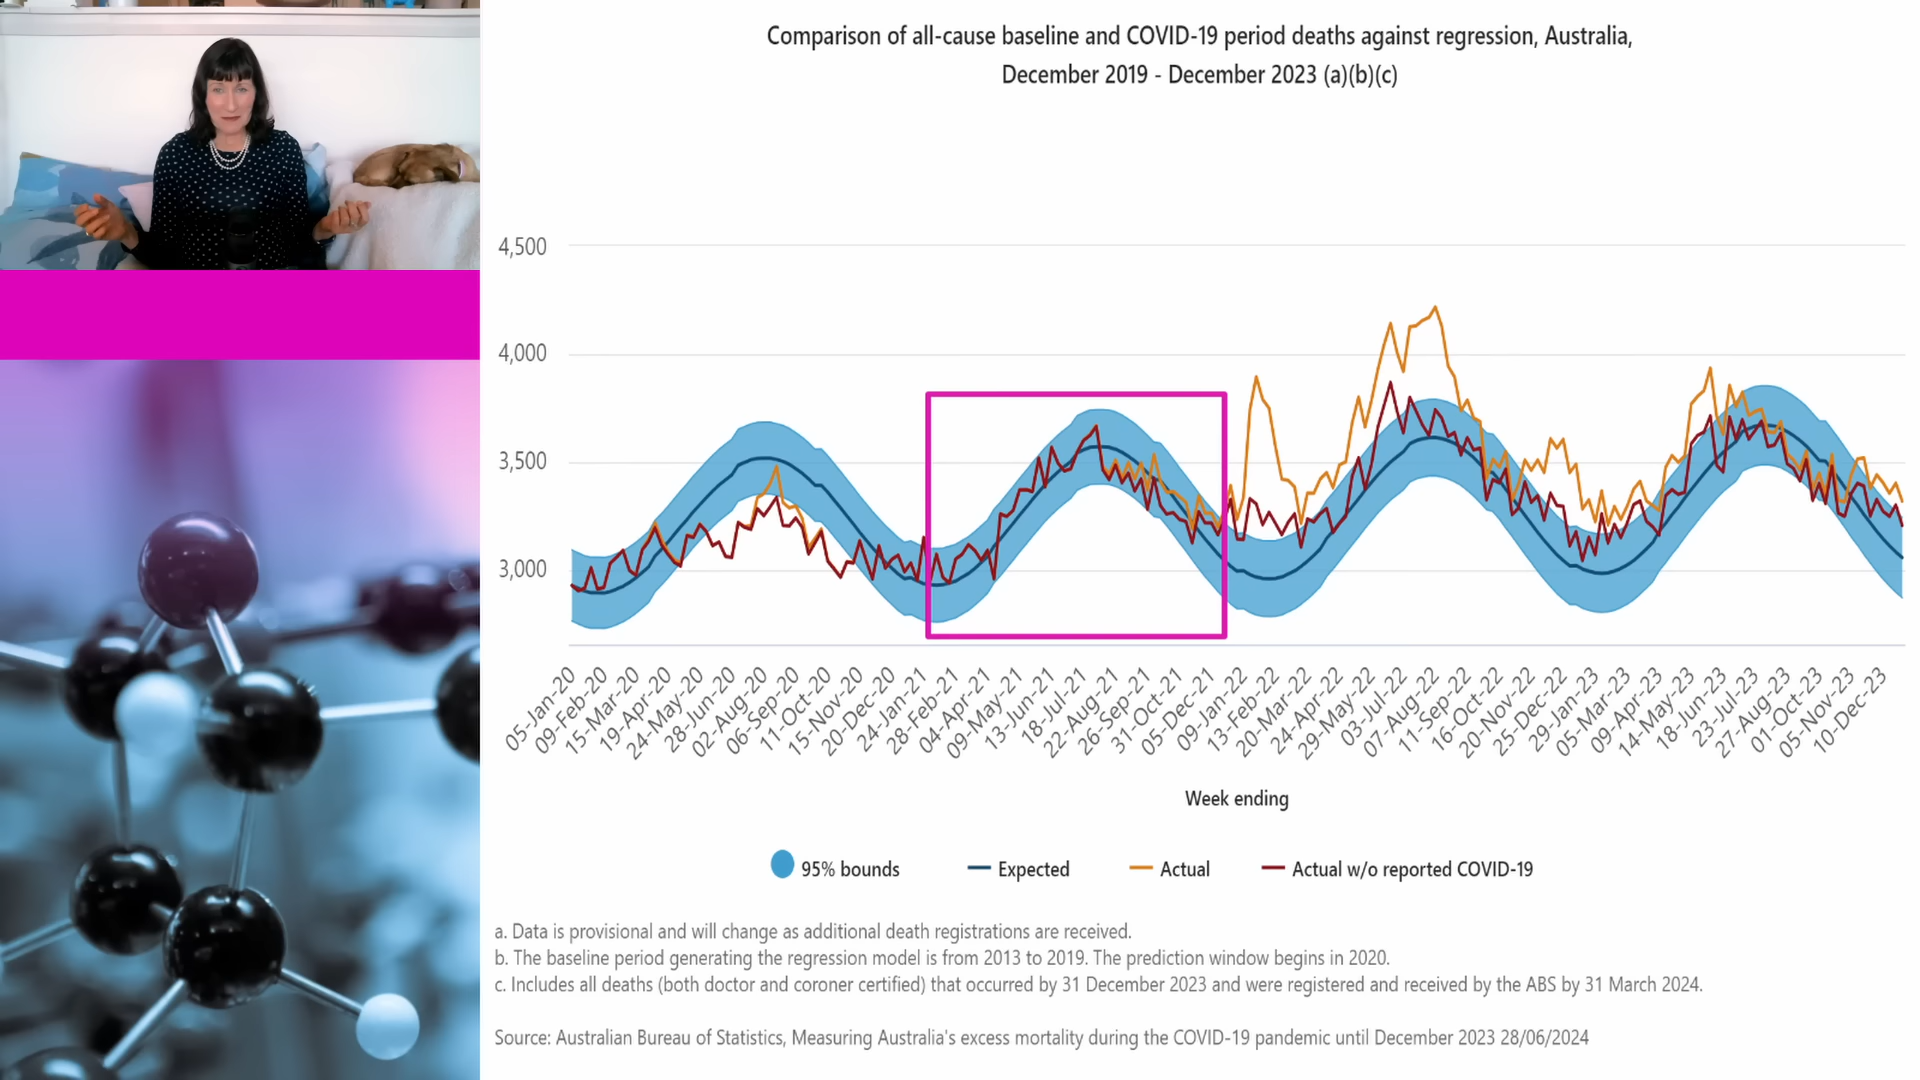 Comparison of all-cause baseline and COVID-19 period deaths against regression, Australia,
December 2019 - December 2023 (a)(b)(c)
4,500
4,000
3,500
3,000
05-Jan-20
09-Feb-20
15-Mar-20
19-Apr-20
24-May-20
28-Jun-20
02-Aug-20
06-Sep-20
11-Oct-20
15-Nov-20
20-Dec-20
24-Jan-21
28-Feb-21
04-Apr-21
09-May-21
13-Jun-21
18-Jul-21
22-Aug-21
26-Sep-21
31-Oct-21
05-Dec-21
09-Jan-22
13-Feb-22
20-Mar-22
24-Apr-22
29-May-22
03-Jul-22
07-Aug-22
11-Sep-22
16-Oct-22
20-Nov-22
25-Dec-22
29-Jan-23
05-Mar-23
09-Apr-23
14-May-23
18-Jun-23
23-Jul-23
27-Aug-23
01-Oct-23
05-Nov-23
10-Dec-23
Week ending
95% bounds
Expected
Actual
Actual w/o reported COVID-19
a. Data is provisional and will change as additional death registrations are received.
b. The baseline period generating the regression model is from 2013 to 2019. The prediction window begins in 2020.
c. Includes all deaths (both doctor and coroner certified) that occurred by 31 December 2023 and were registered and received by the ABS by 31 March 2024.
Source: Australian Bureau of Statistics, Measuring Australia's excess mortality during the COVID-19 pandemic until December 2023 28/06/2024